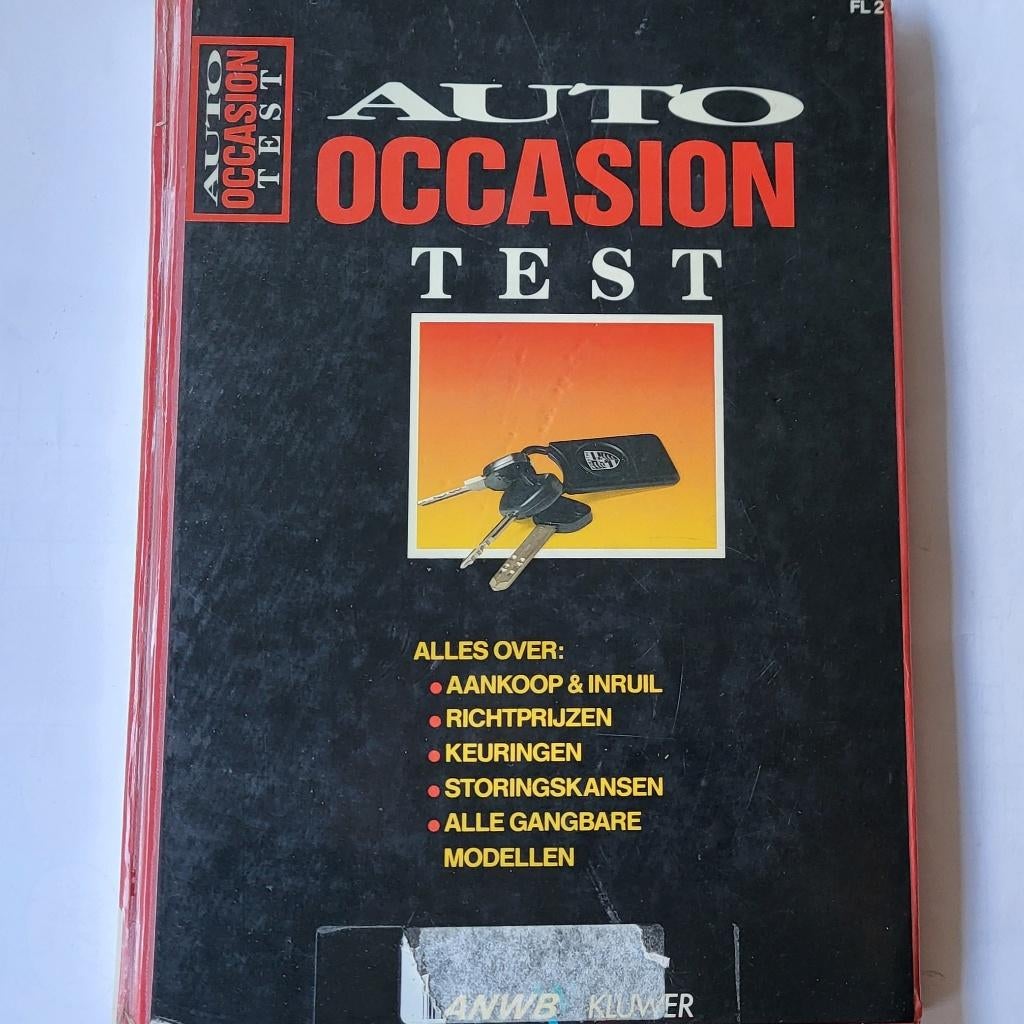 FL 2
AUTO
OCCASION
TEST
AUTO
OCCASION
TEST
ALLES OVER:
• AANKOOP & INRUIL
• RICHTPRIJZEN
• KEURINGEN
• STORINGSKANSEN
• ALLE GANGBARE
MODELLEN
ANWB KLUWER